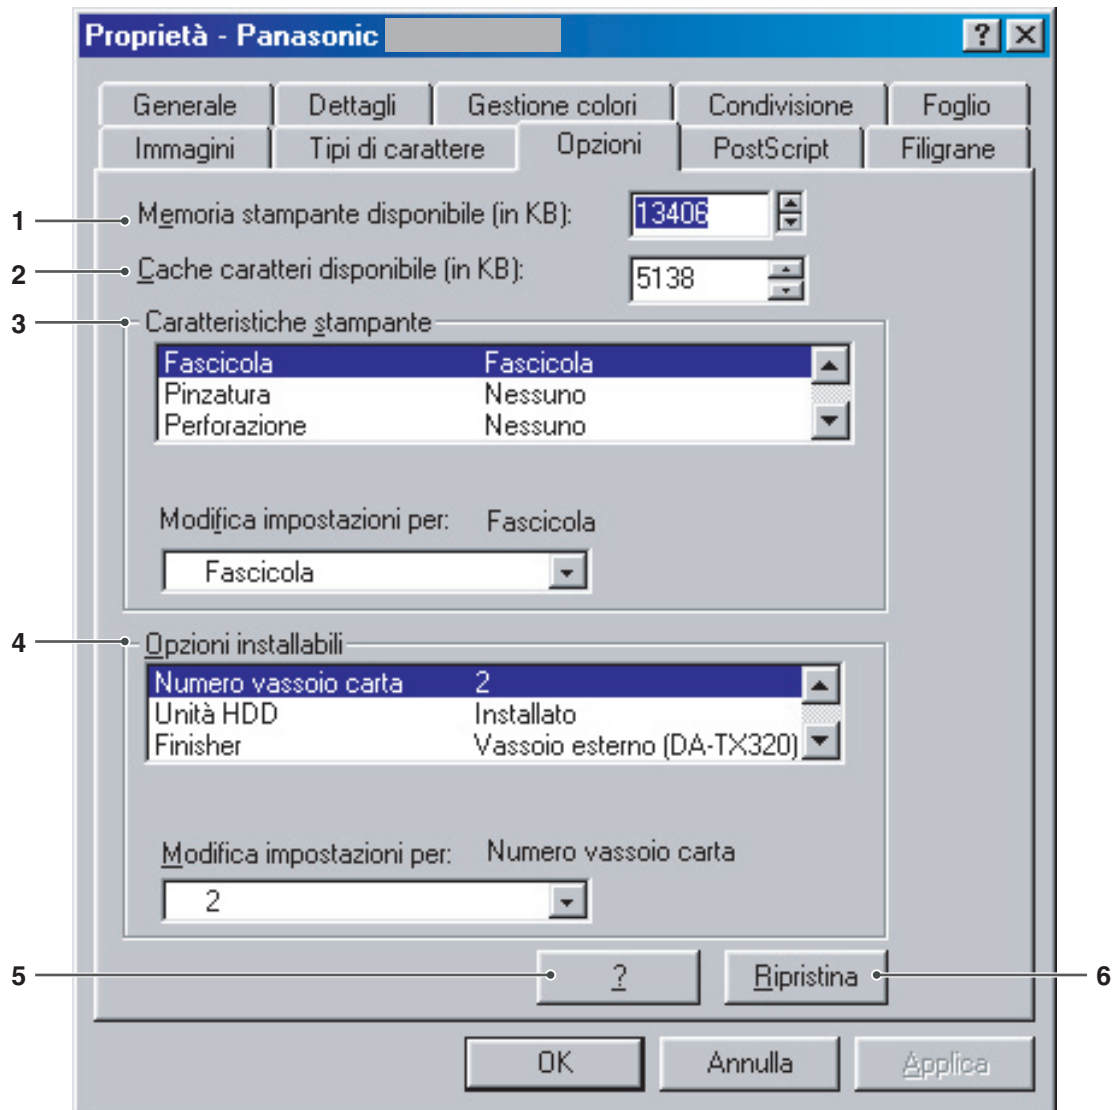 Proprietà - Panasonic
Generale Dettagli Gestione colori Condivisione Foglio
Immagini Tipi di carattere Opzioni PostScript Filigrane
1 Memoria stampante disponibile (in KB): 13406
2 Cache caratteri disponibile (in KB): 5138
3 Caratteristiche stampante
Fascicola Fascicola
Pinzatura Nessuno
Perforazione Nessuno
Modifica impostazioni per: Fascicola
Fascicola
4 Opzioni installabili
Numero vassoio carta 2
Unità HDD Installato
Finisher Vassoio esterno (DA-TX320)
Modifica impostazioni per: Numero vassoio carta
2
5 ? Ripristina 6
OK Annulla Applica